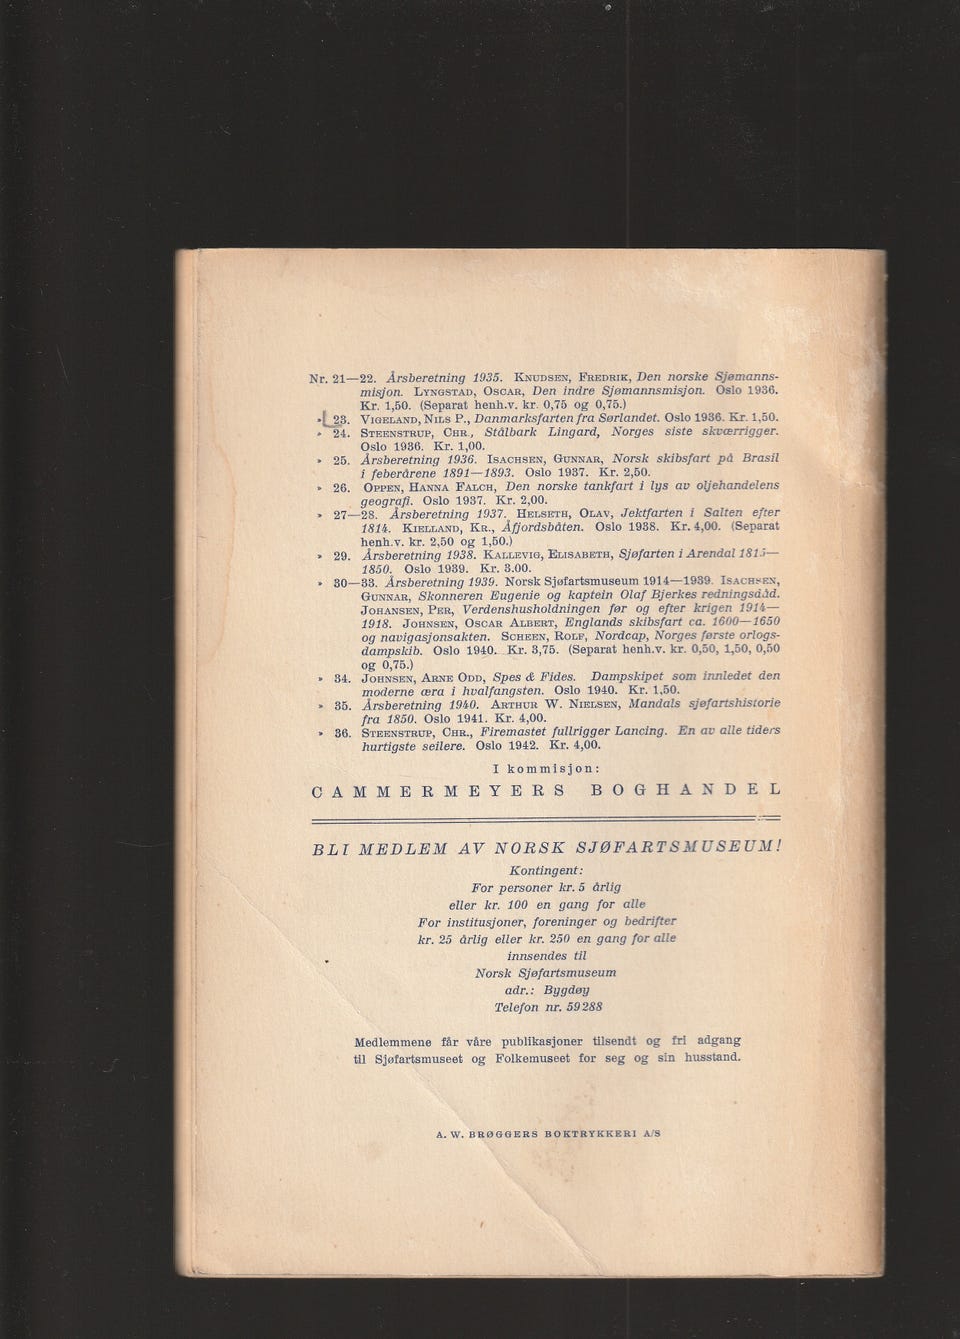 Nr. 21—22. Årsberetning 1935. KNUDSEN, FREDRIK, Den norske Sjømanns-
misjon. LYNGSTAD, OSCAR, Den indre Sjømannsmisjon. Oslo 1936.
Kr. 1,50. (Separat henh.v. kr. 0,75 og 0,75.)
» 23. VIGELAND, NILS P., Danmarksfarten fra Sørlandet. Oslo 1936. Kr. 1,50.
» 24. STEENSTRUP, CHR., Stålbark Lingard, Norges siste skværrigger.
Oslo 1936. Kr. 1,00.
» 25. Årsberetning 1936. ISACHSEN, GUNNAR, Norsk skibsfart på Brasil
i feberårene 1891—1893. Oslo 1937. Kr. 2,50.
» 26. OPPEN, HANNA FALCH, Den norske tankfart i lys av oljehandelens
geografi. Oslo 1937. Kr. 2,00.
» 27—28. Årsberetning 1937. HELSETH, OLAV, Jektfarten i Salten efter
1814. KIELLAND, KR., Åfjordsbåten. Oslo 1938. Kr. 4,00. (Separat
henh.v. kr. 2,50 og 1,50.)
» 29. Årsberetning 1938. KALLEVIG, ELISABETH, Sjøfarten i Arendal 1815—
1850. Oslo 1939. Kr. 3.00.
» 30—33. Årsberetning 1939. Norsk Sjøfartsmuseum 1914—1939. ISACHSEN,
GUNNAR, Skonneren Eugenie og kaptein Olaf Bjerkes redningsdåd.
JOHANSEN, PER, Verdenshusholdningen før og efter krigen 1914—
1918. JOHNSEN, OSCAR ALBERT, Englands skibsfart ca. 1600—1650
og navigasjonsakten. SCHEEN, ROLF, Nordcap, Norges første orlogs-
dampskib. Oslo 1940. Kr. 3,75. (Separat henh.v. kr. 0,50, 1,50, 0,50
og 0,75.)
» 34. JOHNSEN, ARNE ODD, Spes & Fides. Dampskipet som innledet den
moderne æra i hvalfangsten. Oslo 1940. Kr. 1,50.
» 35. Årsberetning 1940. ARTHUR W. NIELSEN, Mandals sjøfartshistorie
fra 1850. Oslo 1941. Kr. 4,00.
» 36. STEENSTRUP, CHR., Firemastet fullrigger Lancing. En av alle tiders
hurtigste seilere. Oslo 1942. Kr. 4,00.
I kommisjon:
CAMMERMEYERS BOGHANDEL
BLI MEDLEM AV NORSK SJØFARTSMUSEUM!
Kontingent:
For personer kr. 5 årlig
eller kr. 100 en gang for alle
For institusjoner, foreninger og bedrifter
kr. 25 årlig eller kr. 250 en gang for alle
innsendes til
Norsk Sjøfartsmuseum
adr.: Bygdøy
Telefon nr. 59288
Medlemmene får våre publikasjoner tilsendt og fri adgang
til Sjøfartsmuseet og Folkemuseet for seg og sin husstand.
A. W. BRØGGERS BOKTRYKKERI A/S